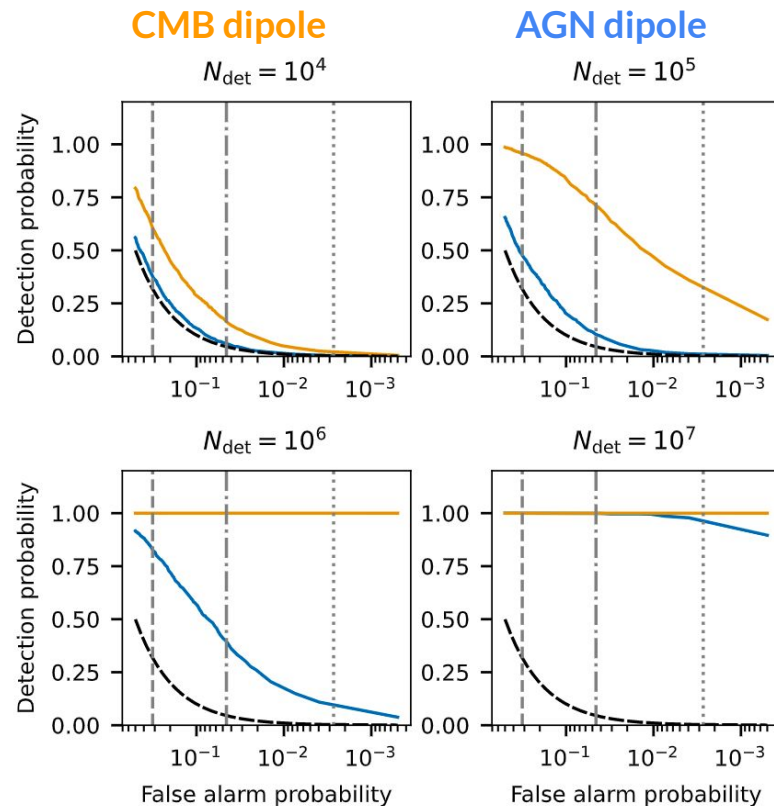 CMB dipole AGN dipole
N_det = 10^4 N_det = 10^5
Detection probability
1.00
0.75
0.50
0.25
0.00
10^-1 10^-2 10^-3
1.00
0.75
0.50
0.25
0.00
10^-1 10^-2 10^-3
N_det = 10^6 N_det = 10^7
Detection probability
1.00
0.75
0.50
0.25
0.00
10^-1 10^-2 10^-3
False alarm probability
1.00
0.75
0.50
0.25
0.00
10^-1 10^-2 10^-3
False alarm probability